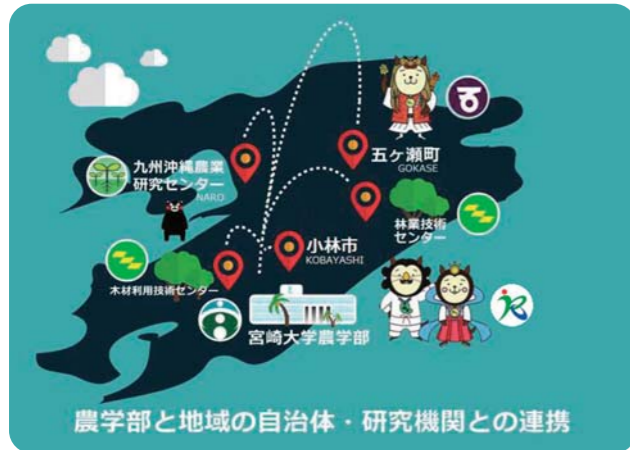 五ヶ瀬町
GOKASE
九州沖縄農業
研究センター
NARO
林業技術
センター
小林市
KOBAYASHI
木材利用技術センター
宮崎大学農学部
農学部と地域の自治体・研究機関との連携